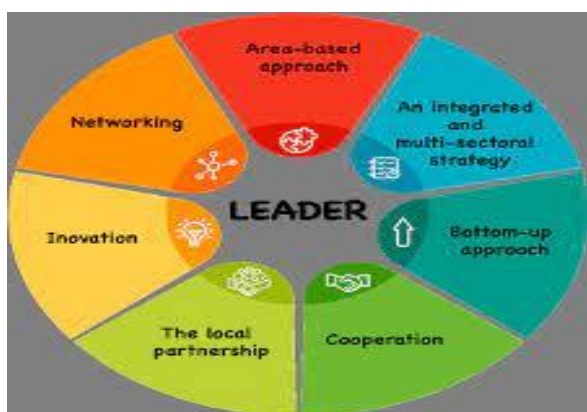 Area-based
approach
An integrated
and
multi-sectoral
strategy
Bottom-up
approach
Cooperation
The local
partnership
Inovation
Networking
LEADER